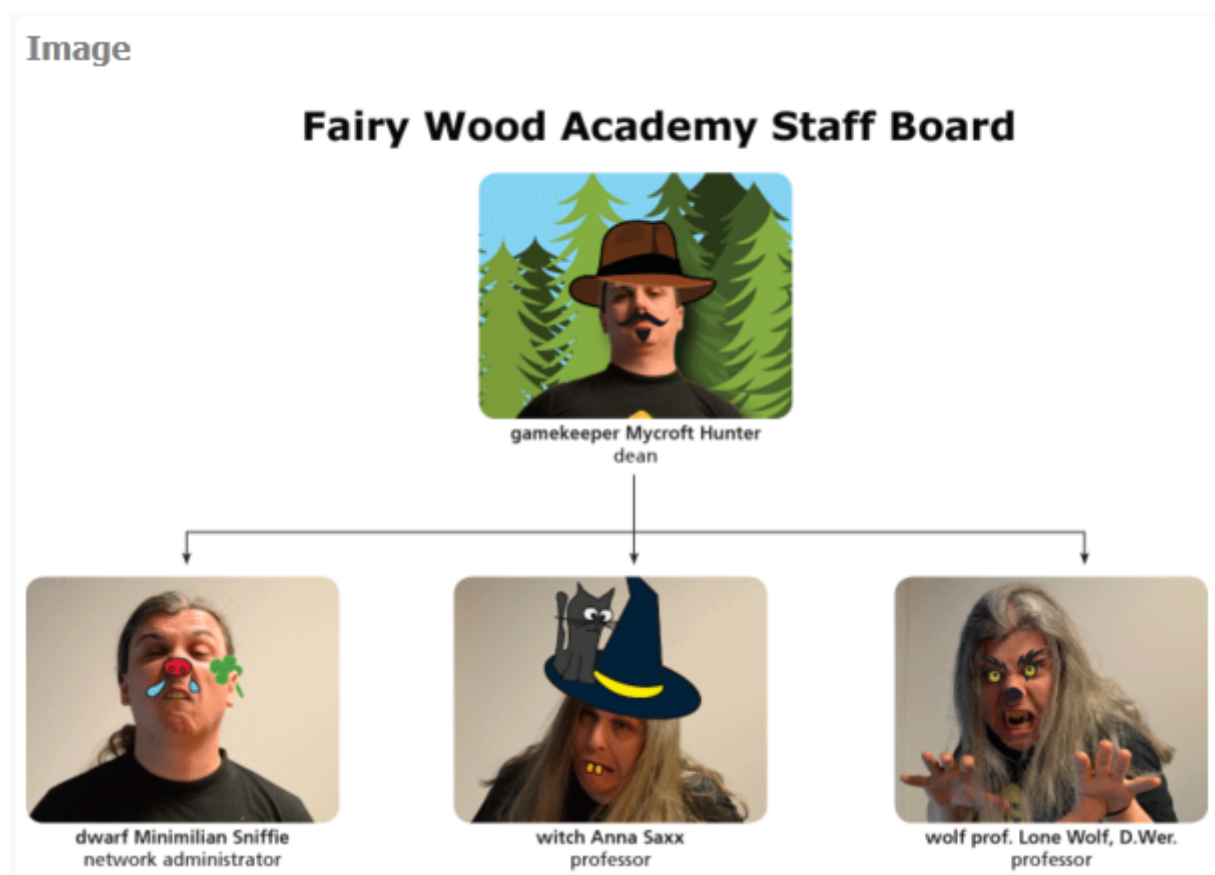 Image
Fairy Wood Academy Staff Board
gamekeeper Mycroft Hunter
dean
dwarf Minimilian Sniffie
network administrator
witch Anna Saxx
professor
wolf prof. Lone Wolf, D.Wer.
professor